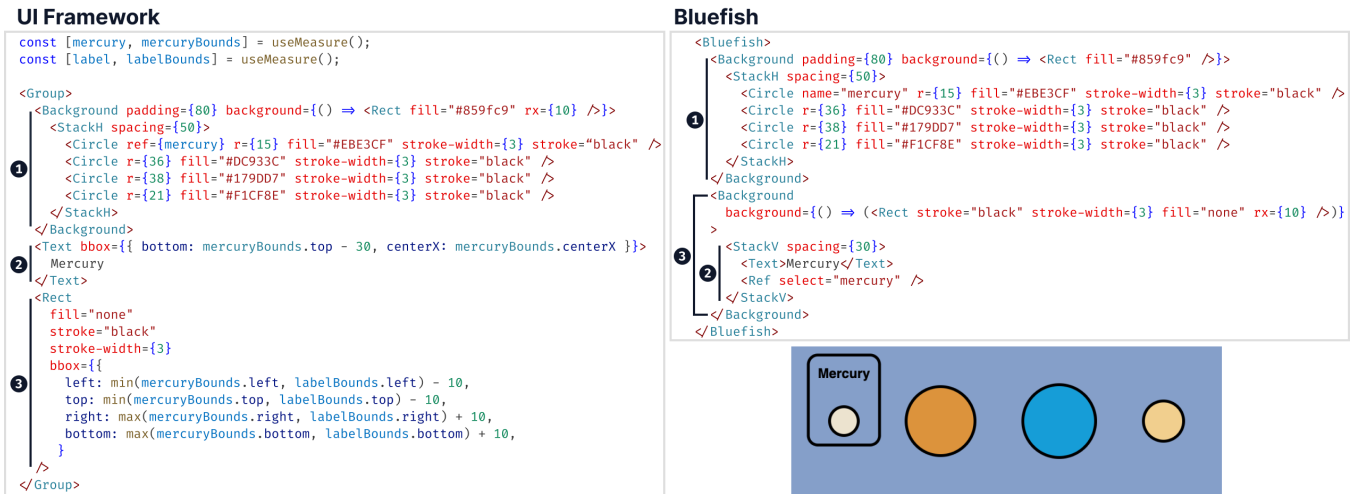 UI Framework
const [mercury, mercuryBounds] = useMeasure();
const [label, labelBounds] = useMeasure();
<Group>
<Background padding={80} background={() => <Rect fill="#859fc9" rx={10} />}>
<StackH spacing={50}>
<Circle ref={mercury} r={15} fill="#EBE3CF" stroke-width={3} stroke=“black" />
<Circle r={36} fill="#DC933C" stroke-width={3} stroke="black" />
<Circle r={38} fill="#179DD7" stroke-width={3} stroke="black" />
<Circle r={21} fill="#F1CF8E" stroke-width={3} stroke="black" />
</StackH>
</Background>
<Text bbox={{ bottom: mercuryBounds.top - 30, centerX: mercuryBounds.centerX }}>
Mercury
</Text>
<Rect
fill="none"
stroke="black"
stroke-width={3}
bbox={{
left: min(mercuryBounds.left, labelBounds.left) - 10,
top: min(mercuryBounds.top, labelBounds.top) - 10,
right: max(mercuryBounds.right, labelBounds.right) + 10,
bottom: max(mercuryBounds.bottom, labelBounds.bottom) + 10,
}
/>
</Group>
1
2
3
Bluefish
<Bluefish>
<Background padding={80} background={() => <Rect fill="#859fc9" />}>
<StackH spacing={50}>
<Circle name="mercury" r={15} fill="#EBE3CF" stroke-width={3} stroke="black" />
<Circle r={36} fill="#DC933C" stroke-width={3} stroke="black" />
<Circle r={38} fill="#179DD7" stroke-width={3} stroke="black" />
<Circle r={21} fill="#F1CF8E" stroke-width={3} stroke="black" />
</StackH>
</Background>
<Background
background={() => (<Rect stroke="black" stroke-width={3} fill="none" rx={10} />)}
>
<StackV spacing={30}>
<Text>Mercury</Text>
<Ref select="mercury" />
</StackV>
</Background>
</Bluefish>
1
3
2
Mercury